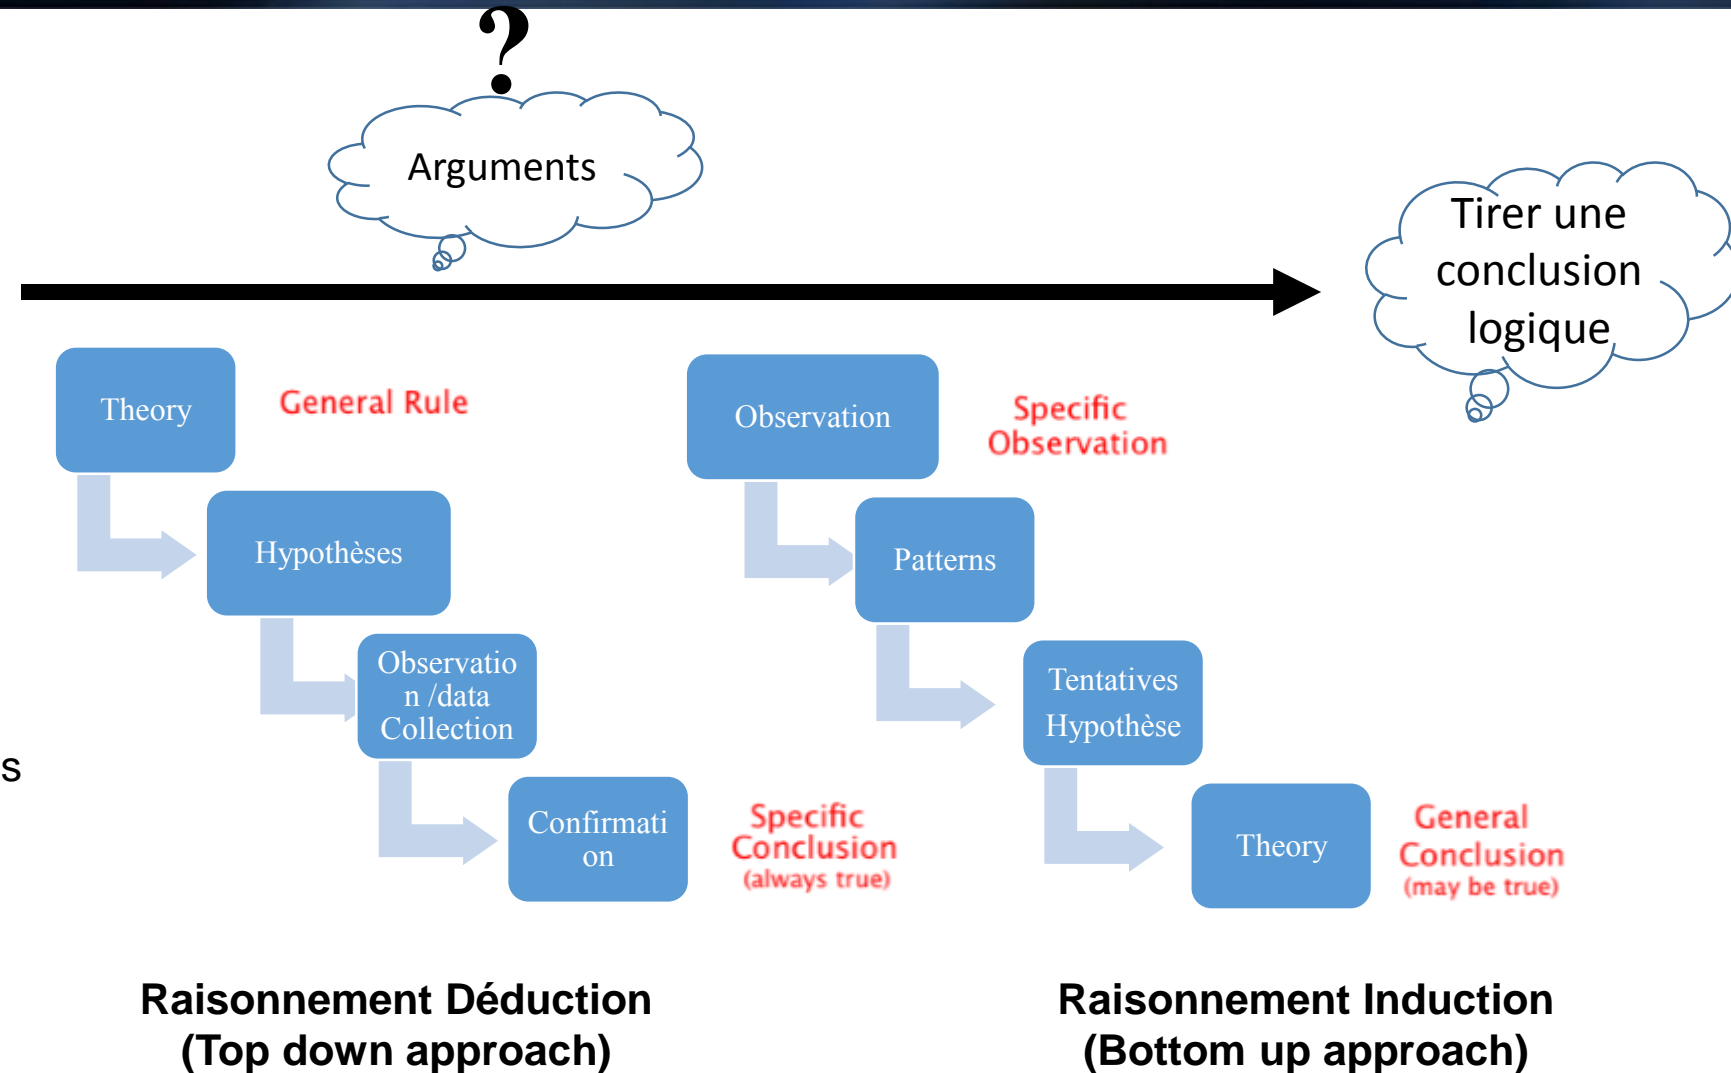 ?
Arguments
Tirer une
conclusion
logique
Theory
General Rule
Hypothèses
Observatio
n /data
Collection
s
Confirmati
on
Specific
Conclusion
(always true)
Observation
Specific
Observation
Patterns
Tentatives
Hypothèse
Theory
General
Conclusion
(may be true)
Raisonnement Déduction
(Top down approach)
Raisonnement Induction
(Bottom up approach)